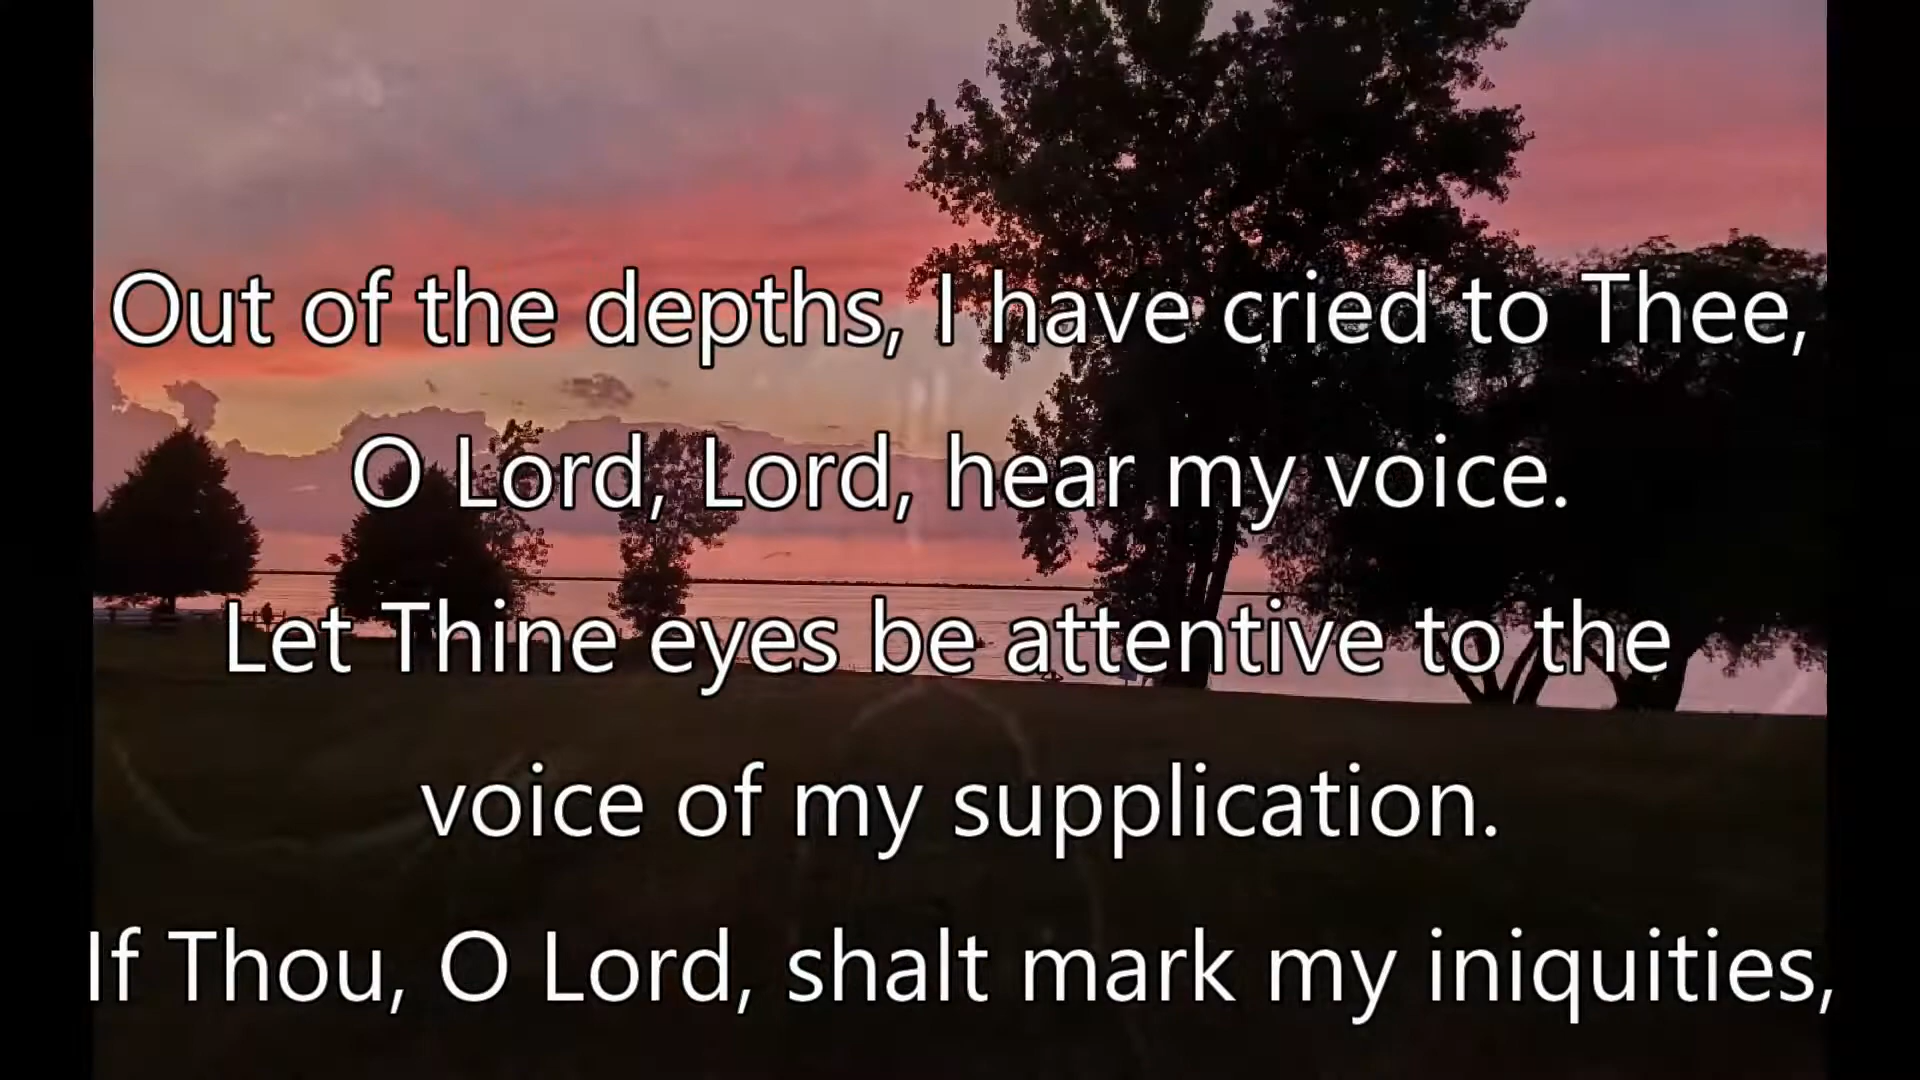 Out of the depths, I have cried to Thee,
O Lord, Lord, hear my voice.
Let Thine eyes be attentive to the
voice of my supplication.
If Thou, O Lord, shalt mark my iniquities,